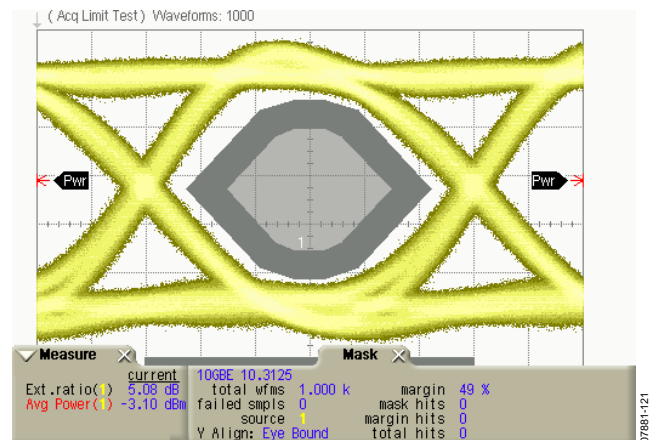 ( Acq Limit Test ) Waveforms: 1000
Pwr
Pwr
1
Measure
current
Ext.ratio(1) 5.08 dB
Avg Power(1) -3.10 dBm
Mask
10GBE 10.3125
total wfms 1.000 k margin 49 %
failed smpls 0 mask hits 0
source 1 margin hits 0
Y Align: Eye Bound total hits 0
07881-121